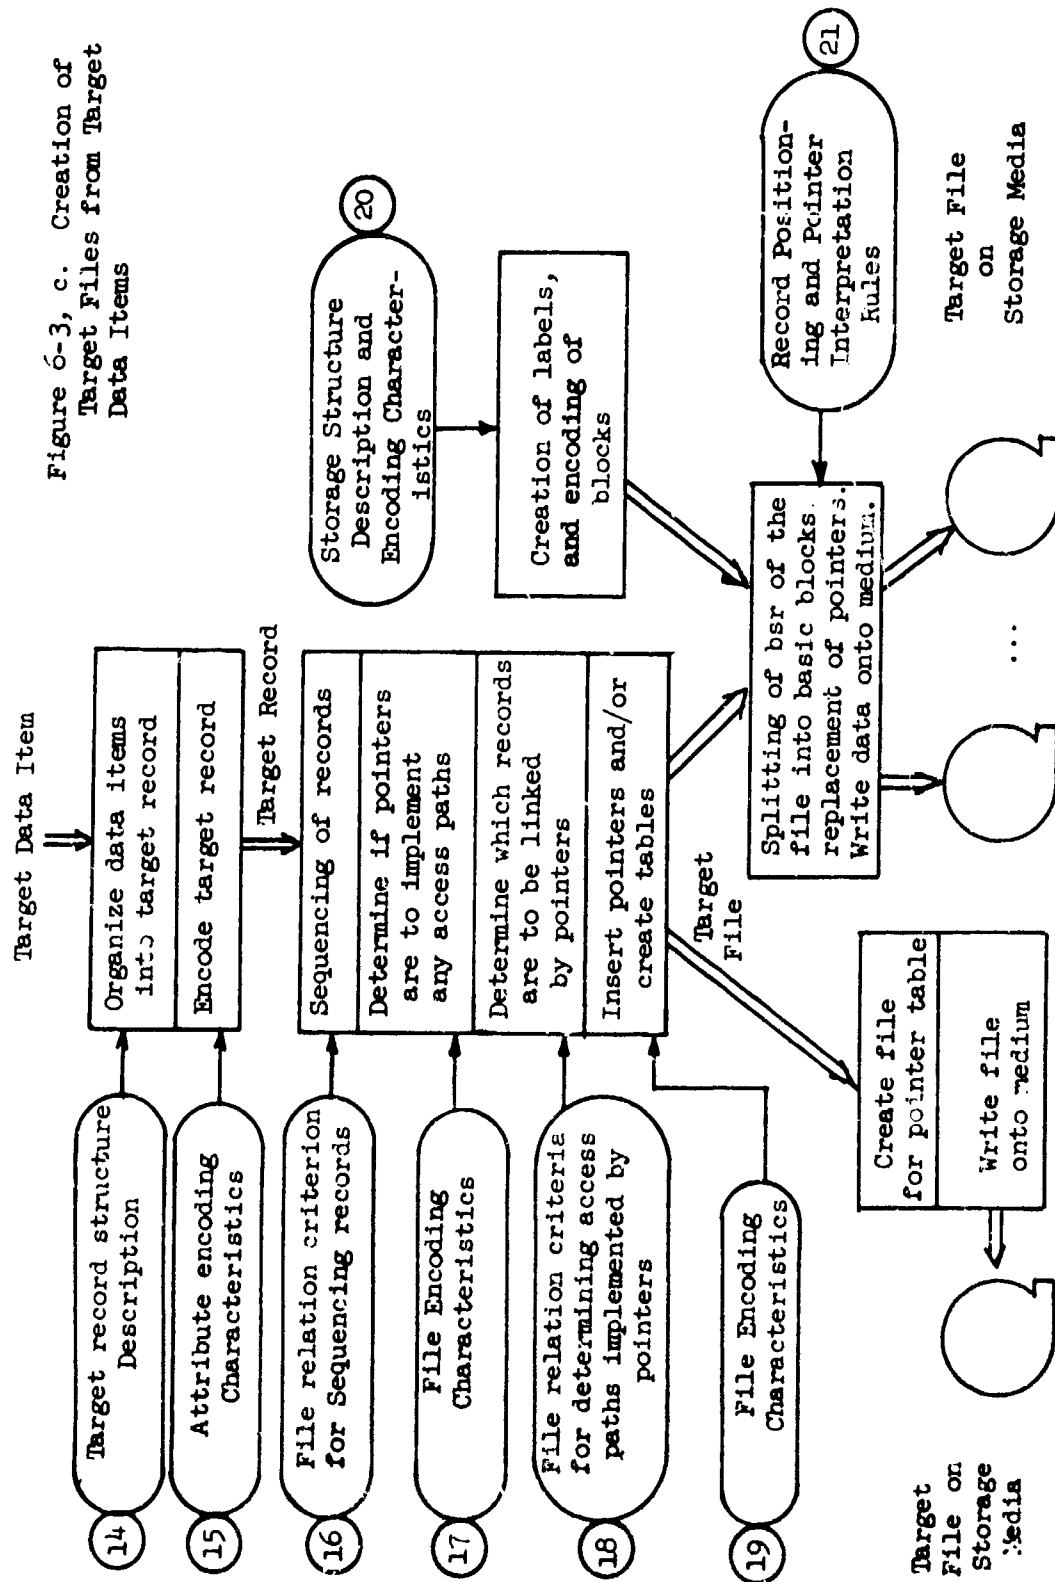 Figure 6-3, c. Creation of
Target Files from Target
Data Items
Target Data Item
14
Target record structure
Description
Organize data items
into target record
15
Attribute encoding
Characteristics
Encode target record
Target Record
16
File relation criterion
for Sequencing records
Sequencing of records
17
File Encoding
Characteristics
Determine if pointers
are to implement
any access paths
18
File relation criteria
for determining access
paths implemented by
pointers
Determine which records
are to be linked
by pointers
19
File Encoding
Characteristics
Insert pointers and/or
create tables
20
Storage Structure
Description and
Encoding Character-
istics
Creation of labels,
and encoding of
blocks
Target
File
21
Record Position-
ing and Pointer
Interpretation
Rules
Splitting of bsr of the
file into basic blocks.
replacement of pointers.
Write data onto medium.
Create file
for pointer table
Write file
onto medium
Target
File on
Storage
Media
...
Target File
on
Storage Media